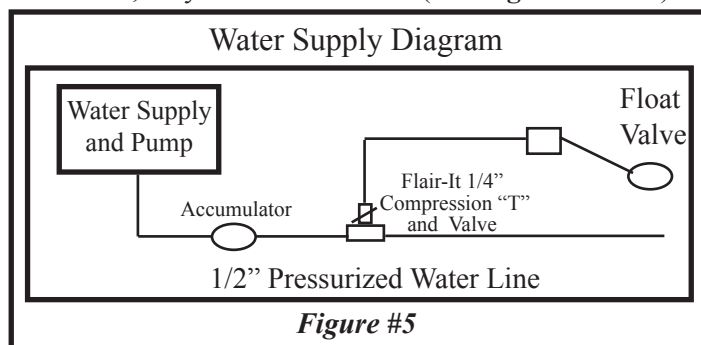 Water Supply Diagram
Water Supply
and Pump
Float
Valve
Flair-It 1/4”
Compression “T”
and Valve
Accumulator
1/2” Pressurized Water Line
Figure #5